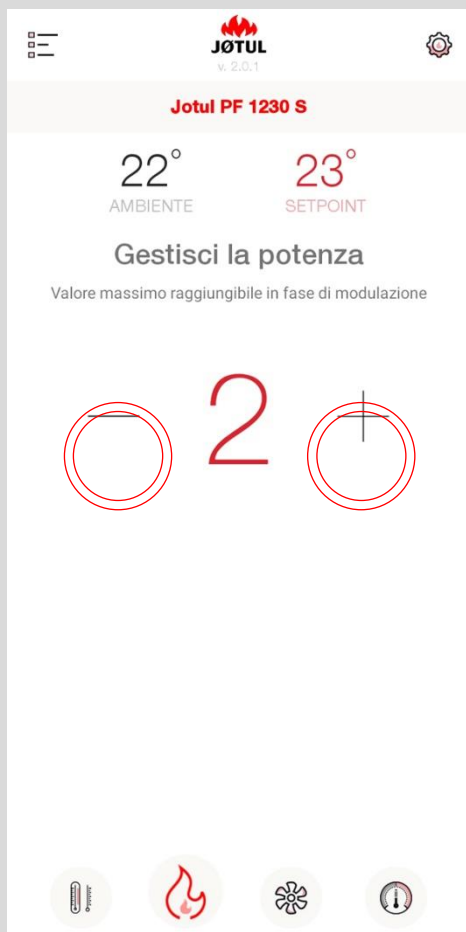 JØTUL
v. 2.0.1
Jotul PF 1230 S
22° 23°
AMBIENTE SETPOINT
Gestisci la potenza
Valore massimo raggiungibile in fase di modulazione
— 2 +